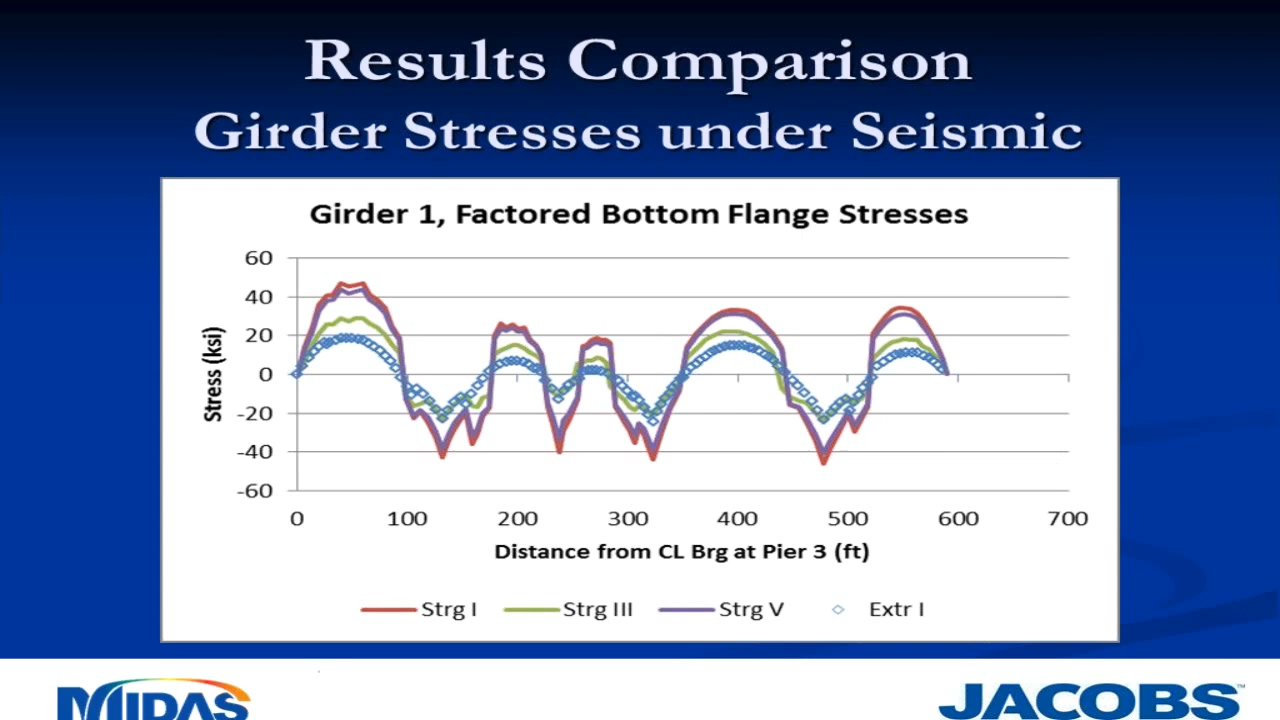 Results Comparison
Girder Stresses under Seismic
Girder 1, Factored Bottom Flange Stresses
60
40
20
0
-20
-40
-60
Stress (ksi)
0 100 200 300 400 500 600 700
Distance from CL Brg at Pier 3 (ft)
Strg I Strg III Strg V Extr I
MIDAS JACOBS™